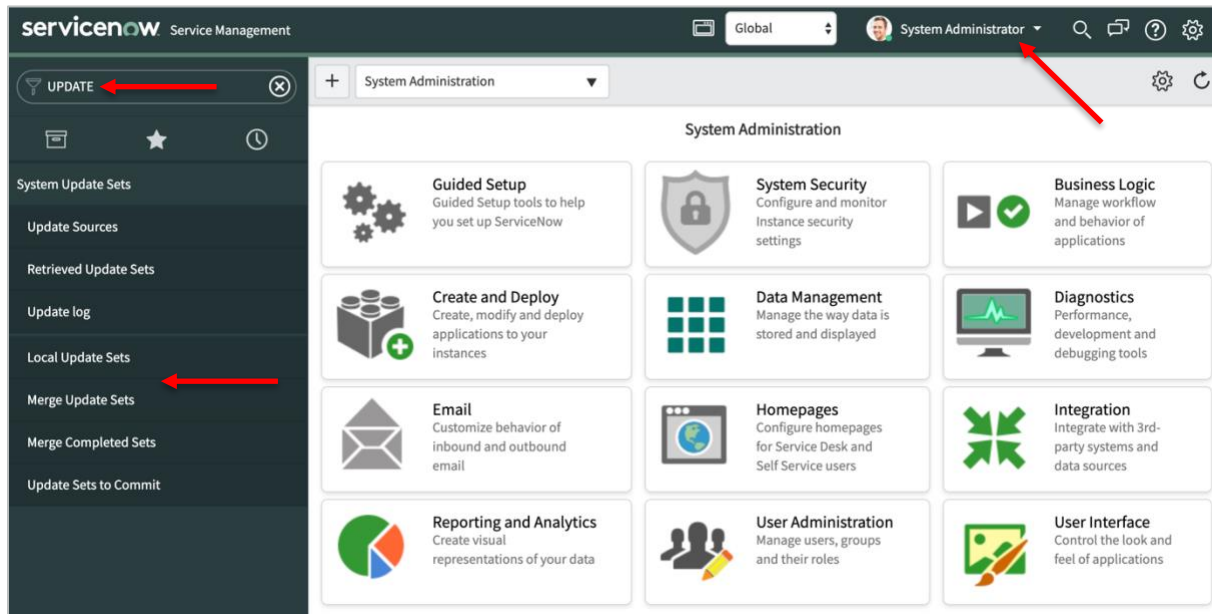 servicenow Service Management
Global
System Administrator
UPDATE
System Administration
System Update Sets
Update Sources
Retrieved Update Sets
Update log
Local Update Sets
Merge Update Sets
Merge Completed Sets
Update Sets to Commit
System Administration
Guided Setup
Guided Setup tools to help
you set up ServiceNow
System Security
Configure and monitor
Instance security
settings
Business Logic
Manage workflow
and behavior of
applications
Create and Deploy
Create, modify and deploy
applications to your
instances
Data Management
Manage the way data is
stored and displayed
Diagnostics
Performance,
development and
debugging tools
Email
Customize behavior of
inbound and outbound
email
Homepages
Configure homepages
for Service Desk and
Self Service users
Integration
Integrate with 3rd-
party systems and
data sources
Reporting and Analytics
Create visual
representations of your data
User Administration
Manage users, groups
and their roles
User Interface
Control the look and
feel of applications